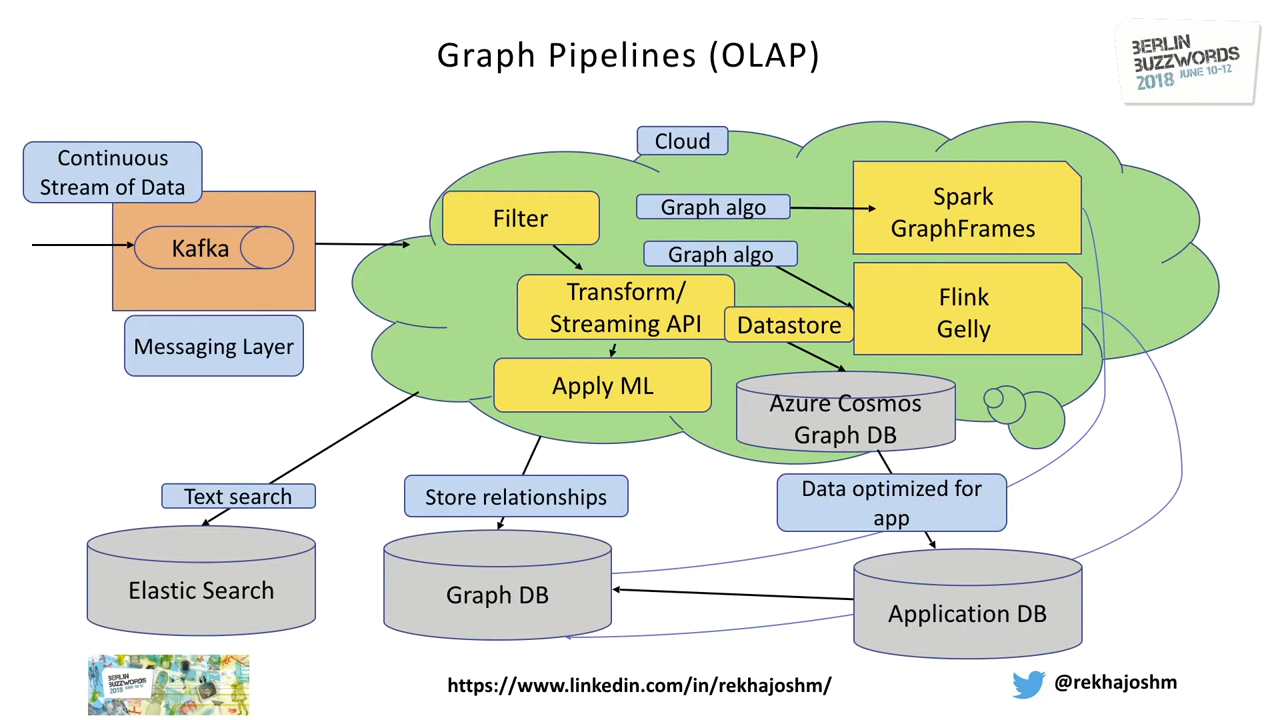 Graph Pipelines (OLAP)
BERLIN
BUZZWORDS
2018 JUNE 10-12
Continuous
Stream of Data
Kafka
Messaging Layer
Cloud
Filter
Graph algo
Spark
GraphFrames
Graph algo
Transform/
Streaming API
Datastore
Flink
Gelly
Apply ML
Azure Cosmos
Graph DB
Text search
Store relationships
Data optimized for
app
Elastic Search
Graph DB
Application DB
BERLIN
BUZZWORDS
2018
https://www.linkedin.com/in/rekhajoshm/
@rekhajoshm